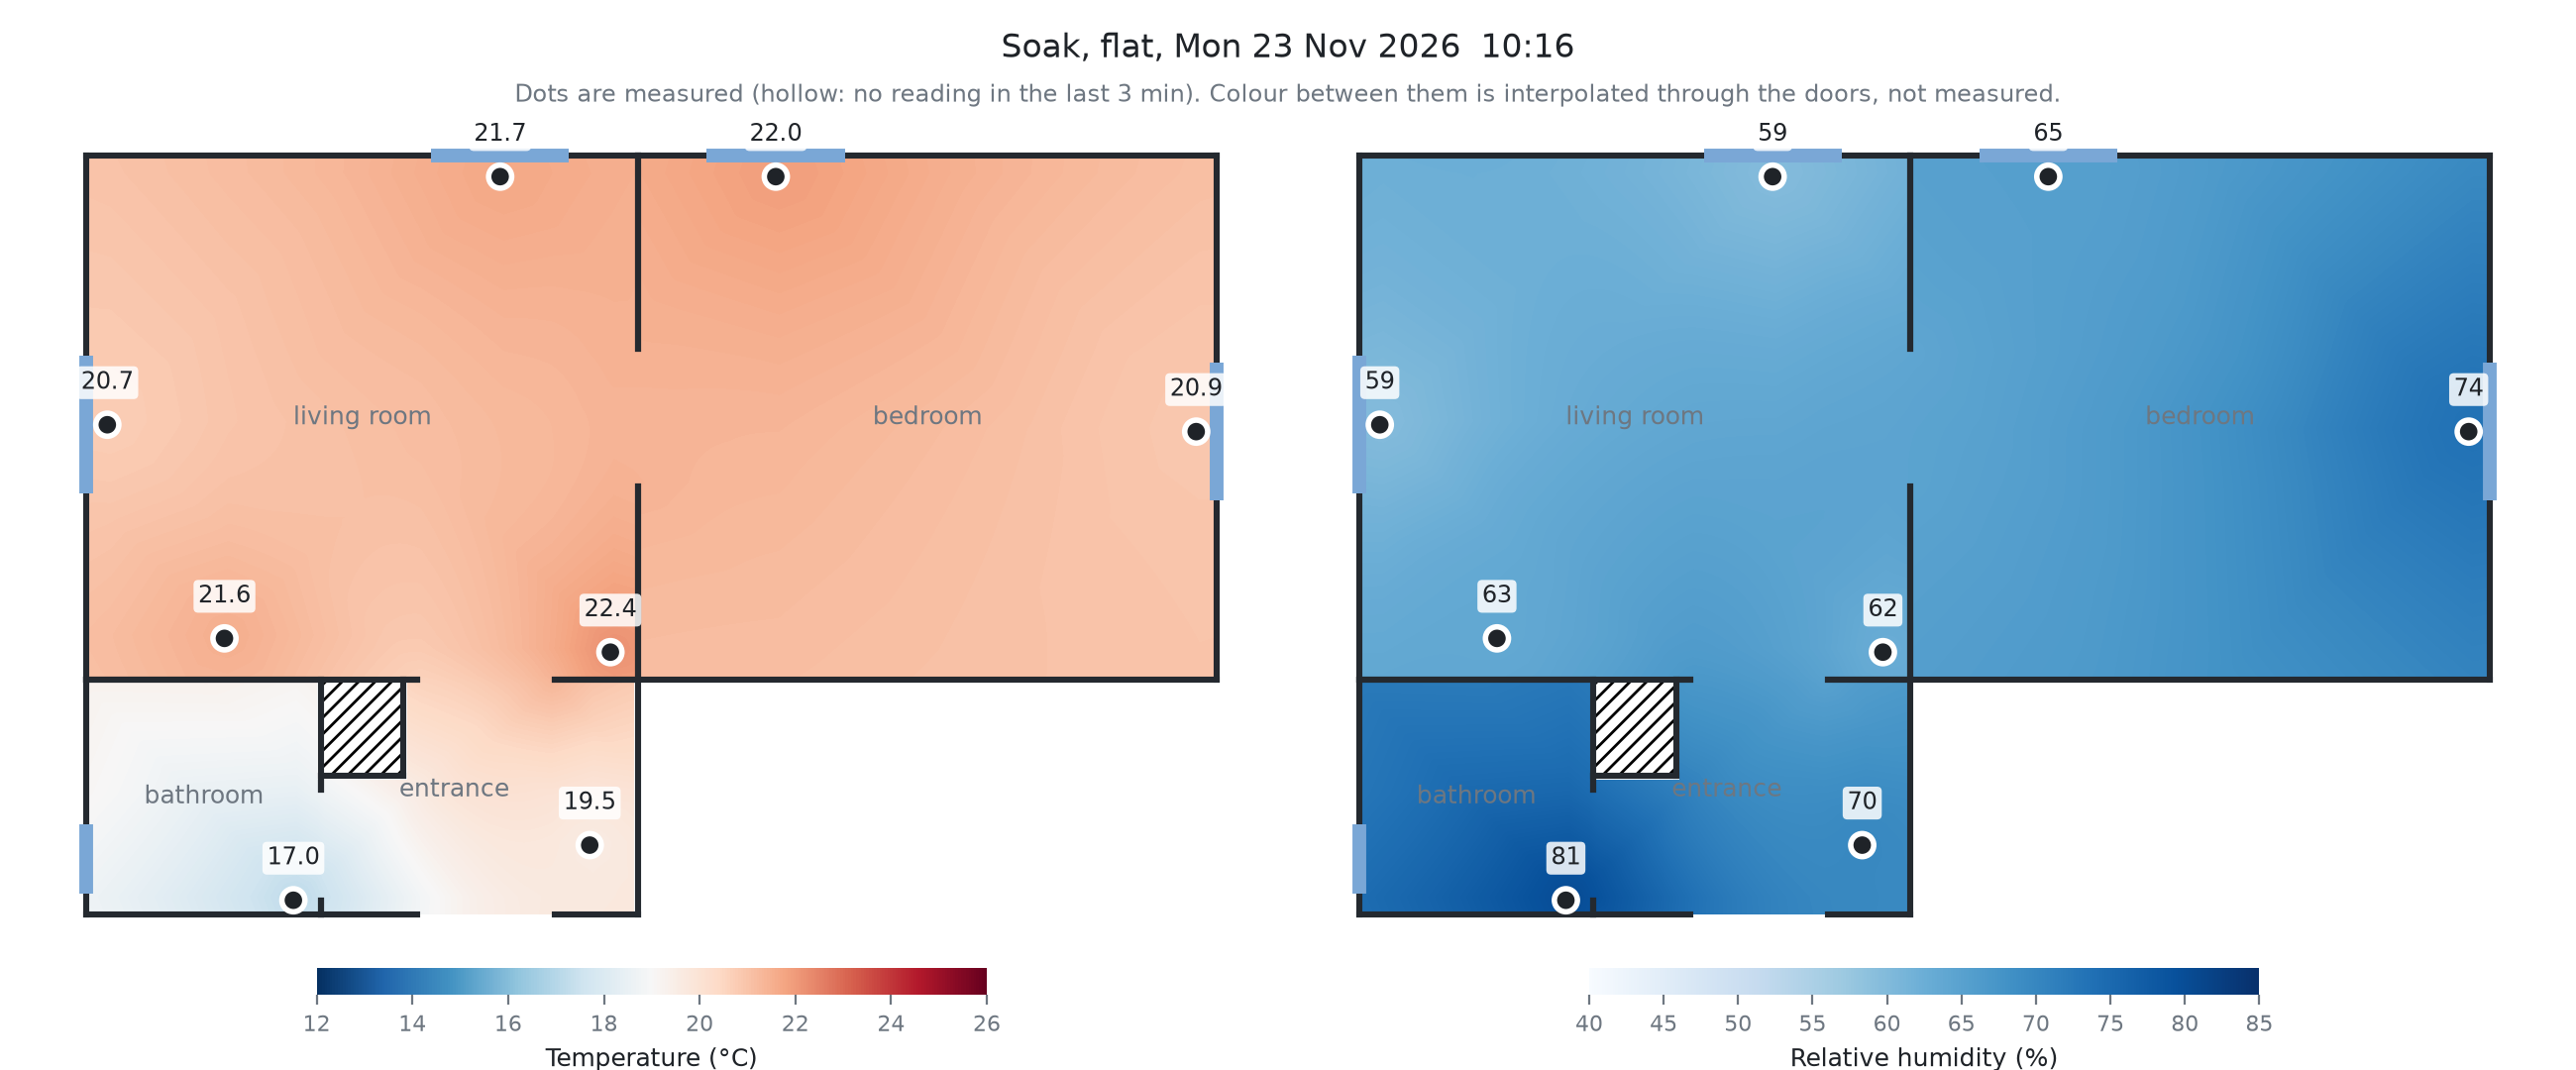 Soak, flat, Mon 23 Nov 2026  10:16
Dots are measured (hollow: no reading in the last 3 min). Colour between them is interpolated through the doors, not measured.
21.7
22.0
20.7
20.9
living room
bedroom
21.6
22.4
bathroom
entrance
19.5
17.0
12 14 16 18 20 22 24 26
Temperature (°C)
59
65
59
74
living room
bedroom
63
62
bathroom
entrance
70
81
40 45 50 55 60 65 70 75 80 85
Relative humidity (%)